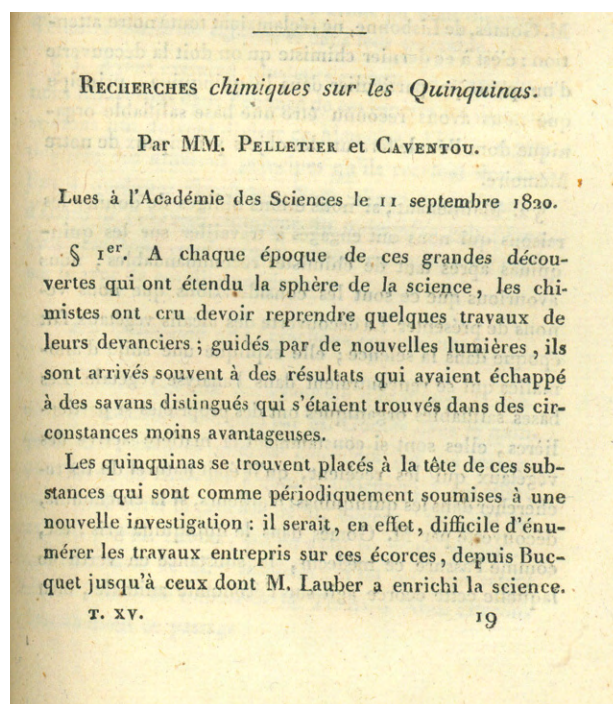 RECHERCHES chimiques sur les Quinquinas.
Par MM. PELLETIER et CAVENTOU.
Lues à l'Académie des Sciences le 11 septembre 1820.
§ 1er. A chaque époque de ces grandes décou-
vertes qui ont étendu la sphère de la science, les chi-
mistes ont cru devoir reprendre quelques travaux de
leurs devanciers ; guidés par de nouvelles lumières , ils
sont arrivés souvent à des résultats qui avaient échappé
à des savans distingués qui s'étaient trouvés dans des cir-
constances moins avantageuses.
Les quinquinas se trouvent placés à la tête de ces sub-
stances qui sont comme périodiquement soumises à une
nouvelle investigation : il serait, en effet, difficile d'énu-
mérer les travaux entrepris sur ces écorces, depuis Buc-
quet jusqu'à ceux dont M. Lauber a enrichi la science.
T. XV. 19